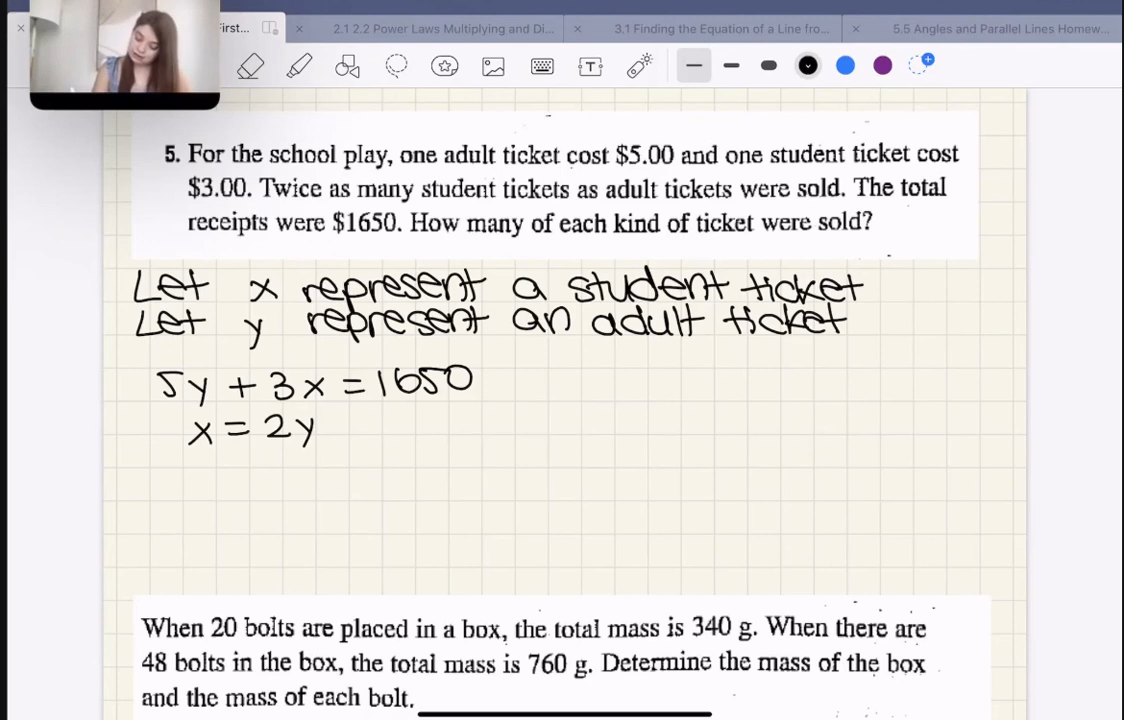 irst...
2.1 2.2 Power Laws Multiplying and Di...
3.1 Finding the Equation of a Line fro...
5.5 Angles and Parallel Lines Homew...
T
5. For the school play, one adult ticket cost $5.00 and one student ticket cost
$3.00. Twice as many student tickets as adult tickets were sold. The total
receipts were $1650. How many of each kind of ticket were sold?
Let x represent a student ticket
Let y represent an adult ticket
5y + 3x = 1650
x = 2y
When 20 bolts are placed in a box, the total mass is 340 g. When there are
48 bolts in the box, the total mass is 760 g. Determine the mass of the box
and the mass of each bolt.